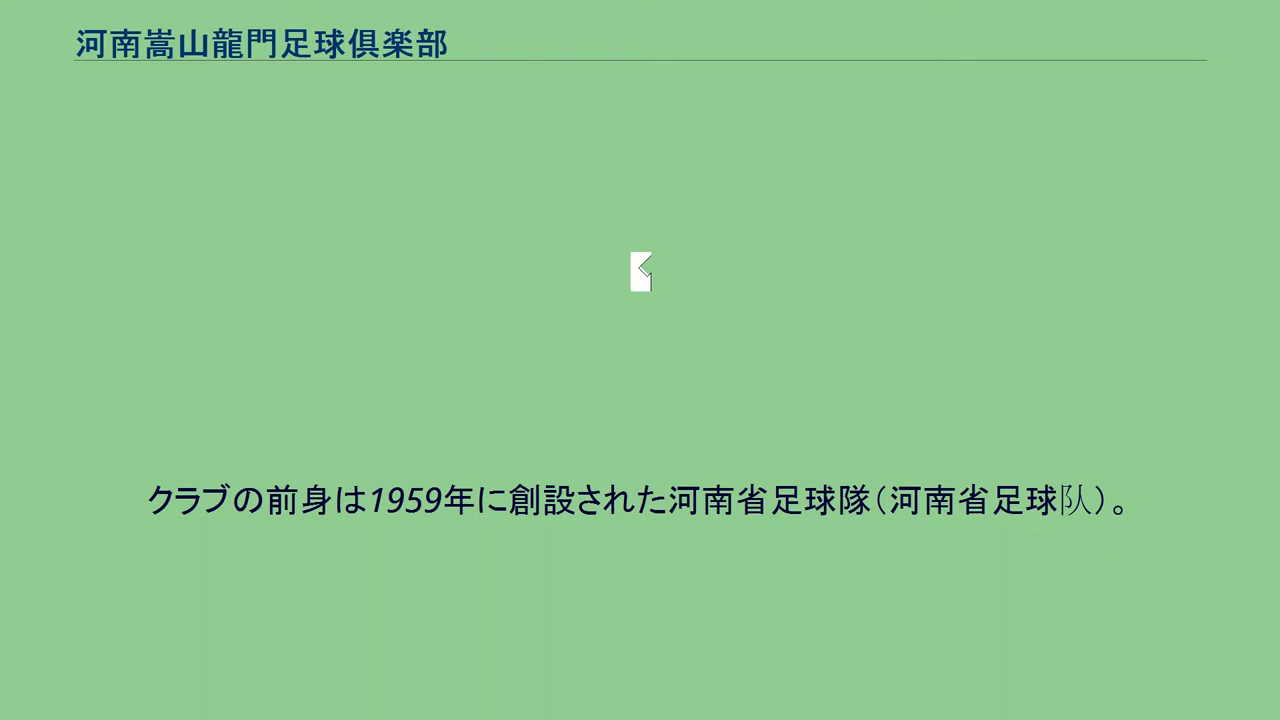 河南嵩山龍門足球倶楽部
クラブの前身は1959年に創設された河南省足球隊（河南省足球队）。